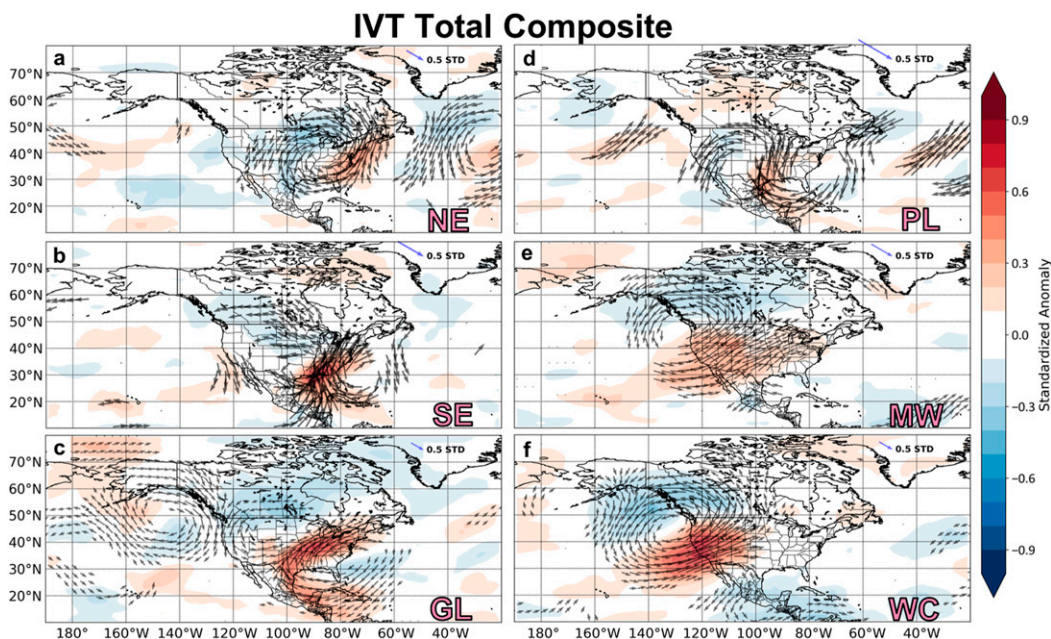 IVT Total Composite
a
0.5 STD
70°N
60°N
50°N
40°N
30°N
20°N
NE
b
0.5 STD
70°N
60°N
50°N
40°N
30°N
20°N
SE
c
0.5 STD
70°N
60°N
50°N
40°N
30°N
20°N
GL
180° 160°W 140°W 120°W 100°W 80°W 60°W 40°W
d
0.5 STD
PL
e
0.5 STD
MW
f
0.5 STD
WC
180° 160°W 140°W 120°W 100°W 80°W 60°W 40°W
0.9
0.6
0.3
0.0
−0.3
−0.6
−0.9
Standardized Anomaly